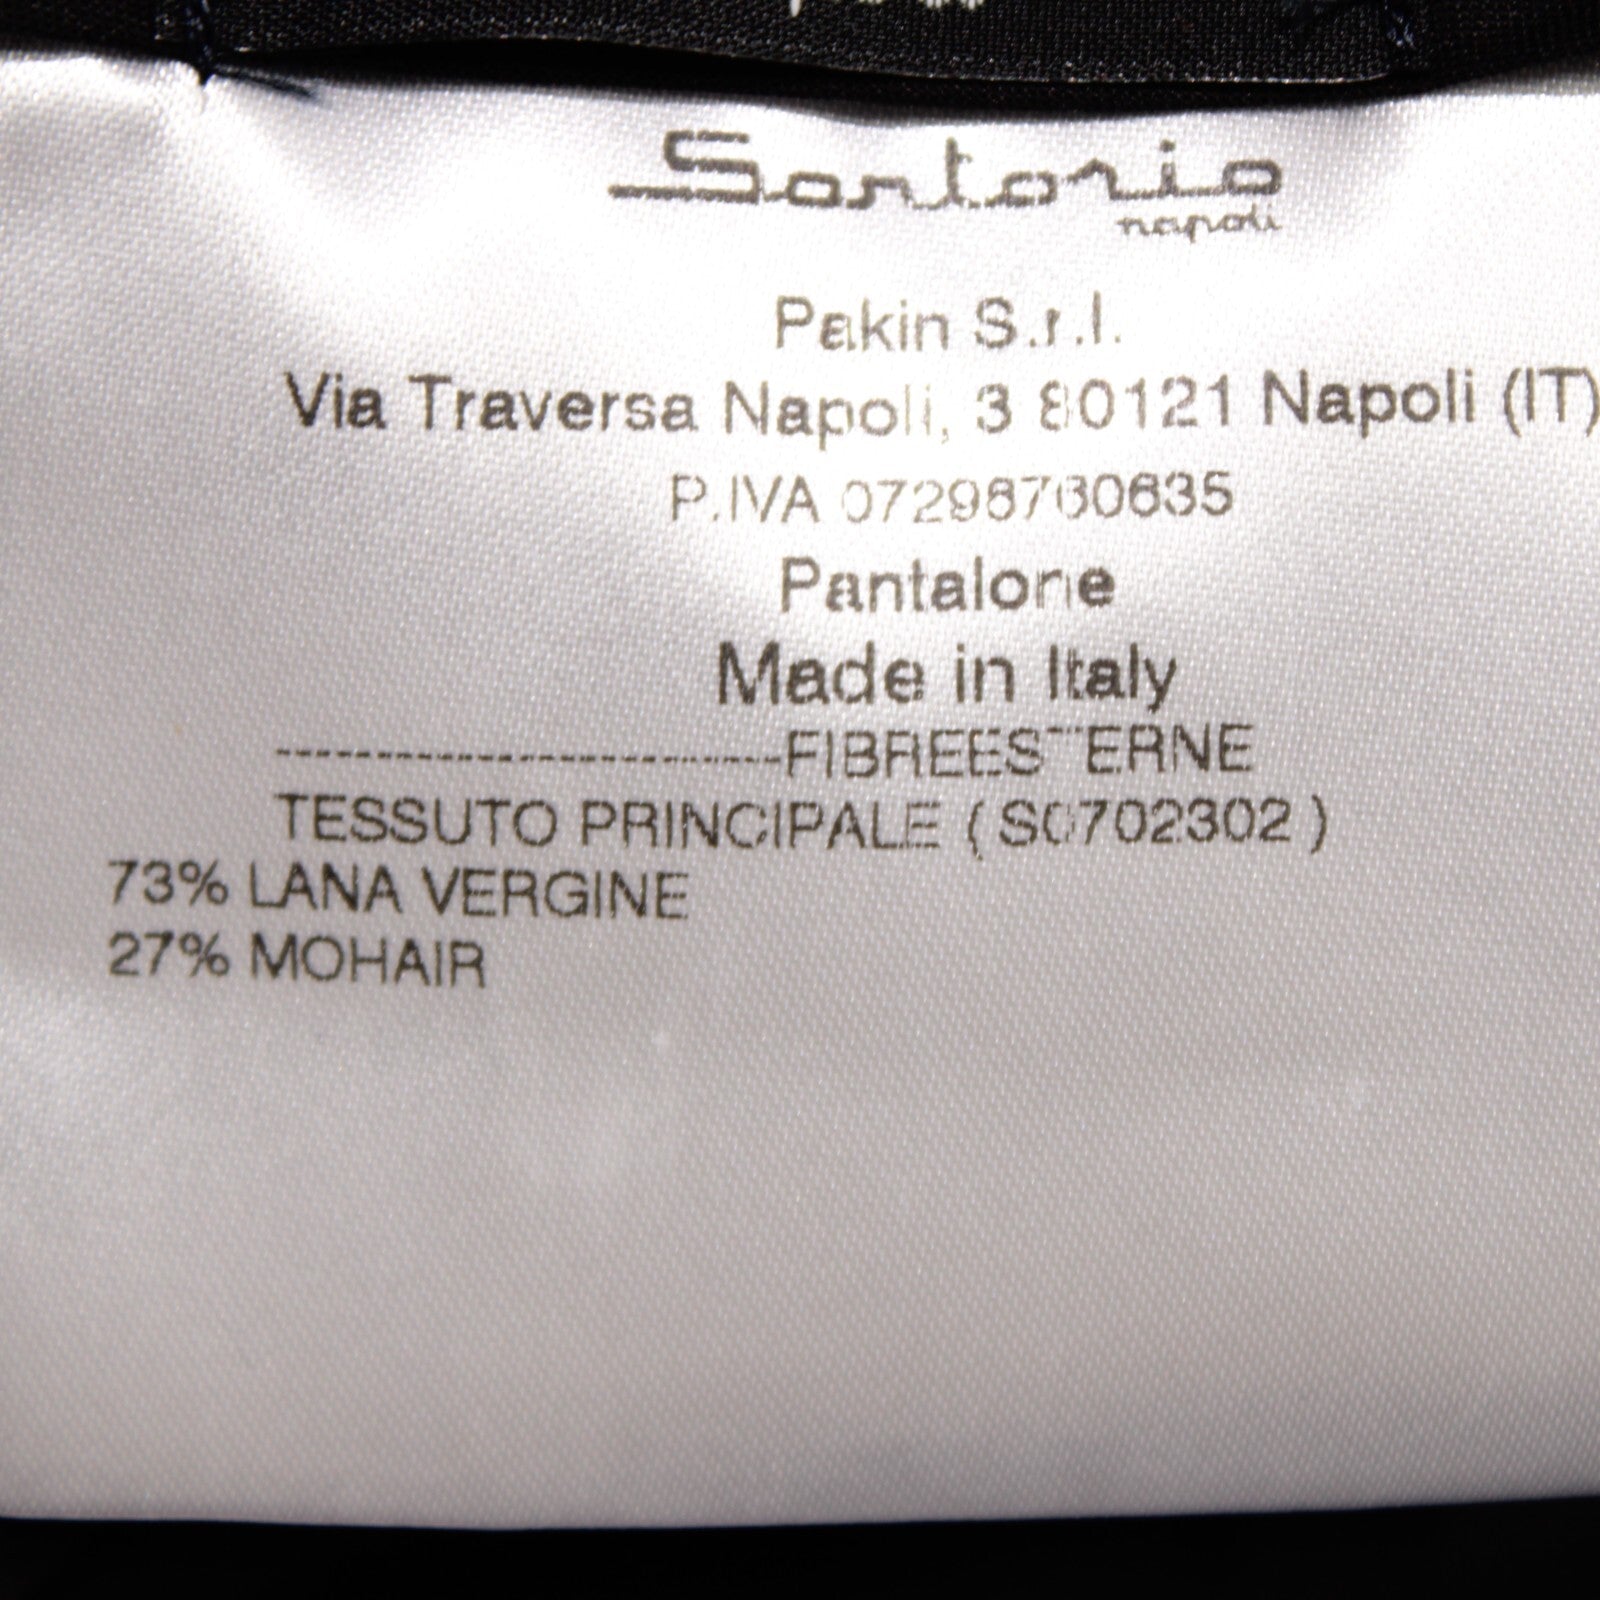 Sartorio
napoli
Pakin S.r.l.
Via Traversa Napoli, 3 80121 Napoli (IT)
P.IVA 07298760635
Pantalone
Made in Italy
-------------------------FIBREESTERNE
TESSUTO PRINCIPALE ( S0702302 )
73% LANA VERGINE
27% MOHAIR